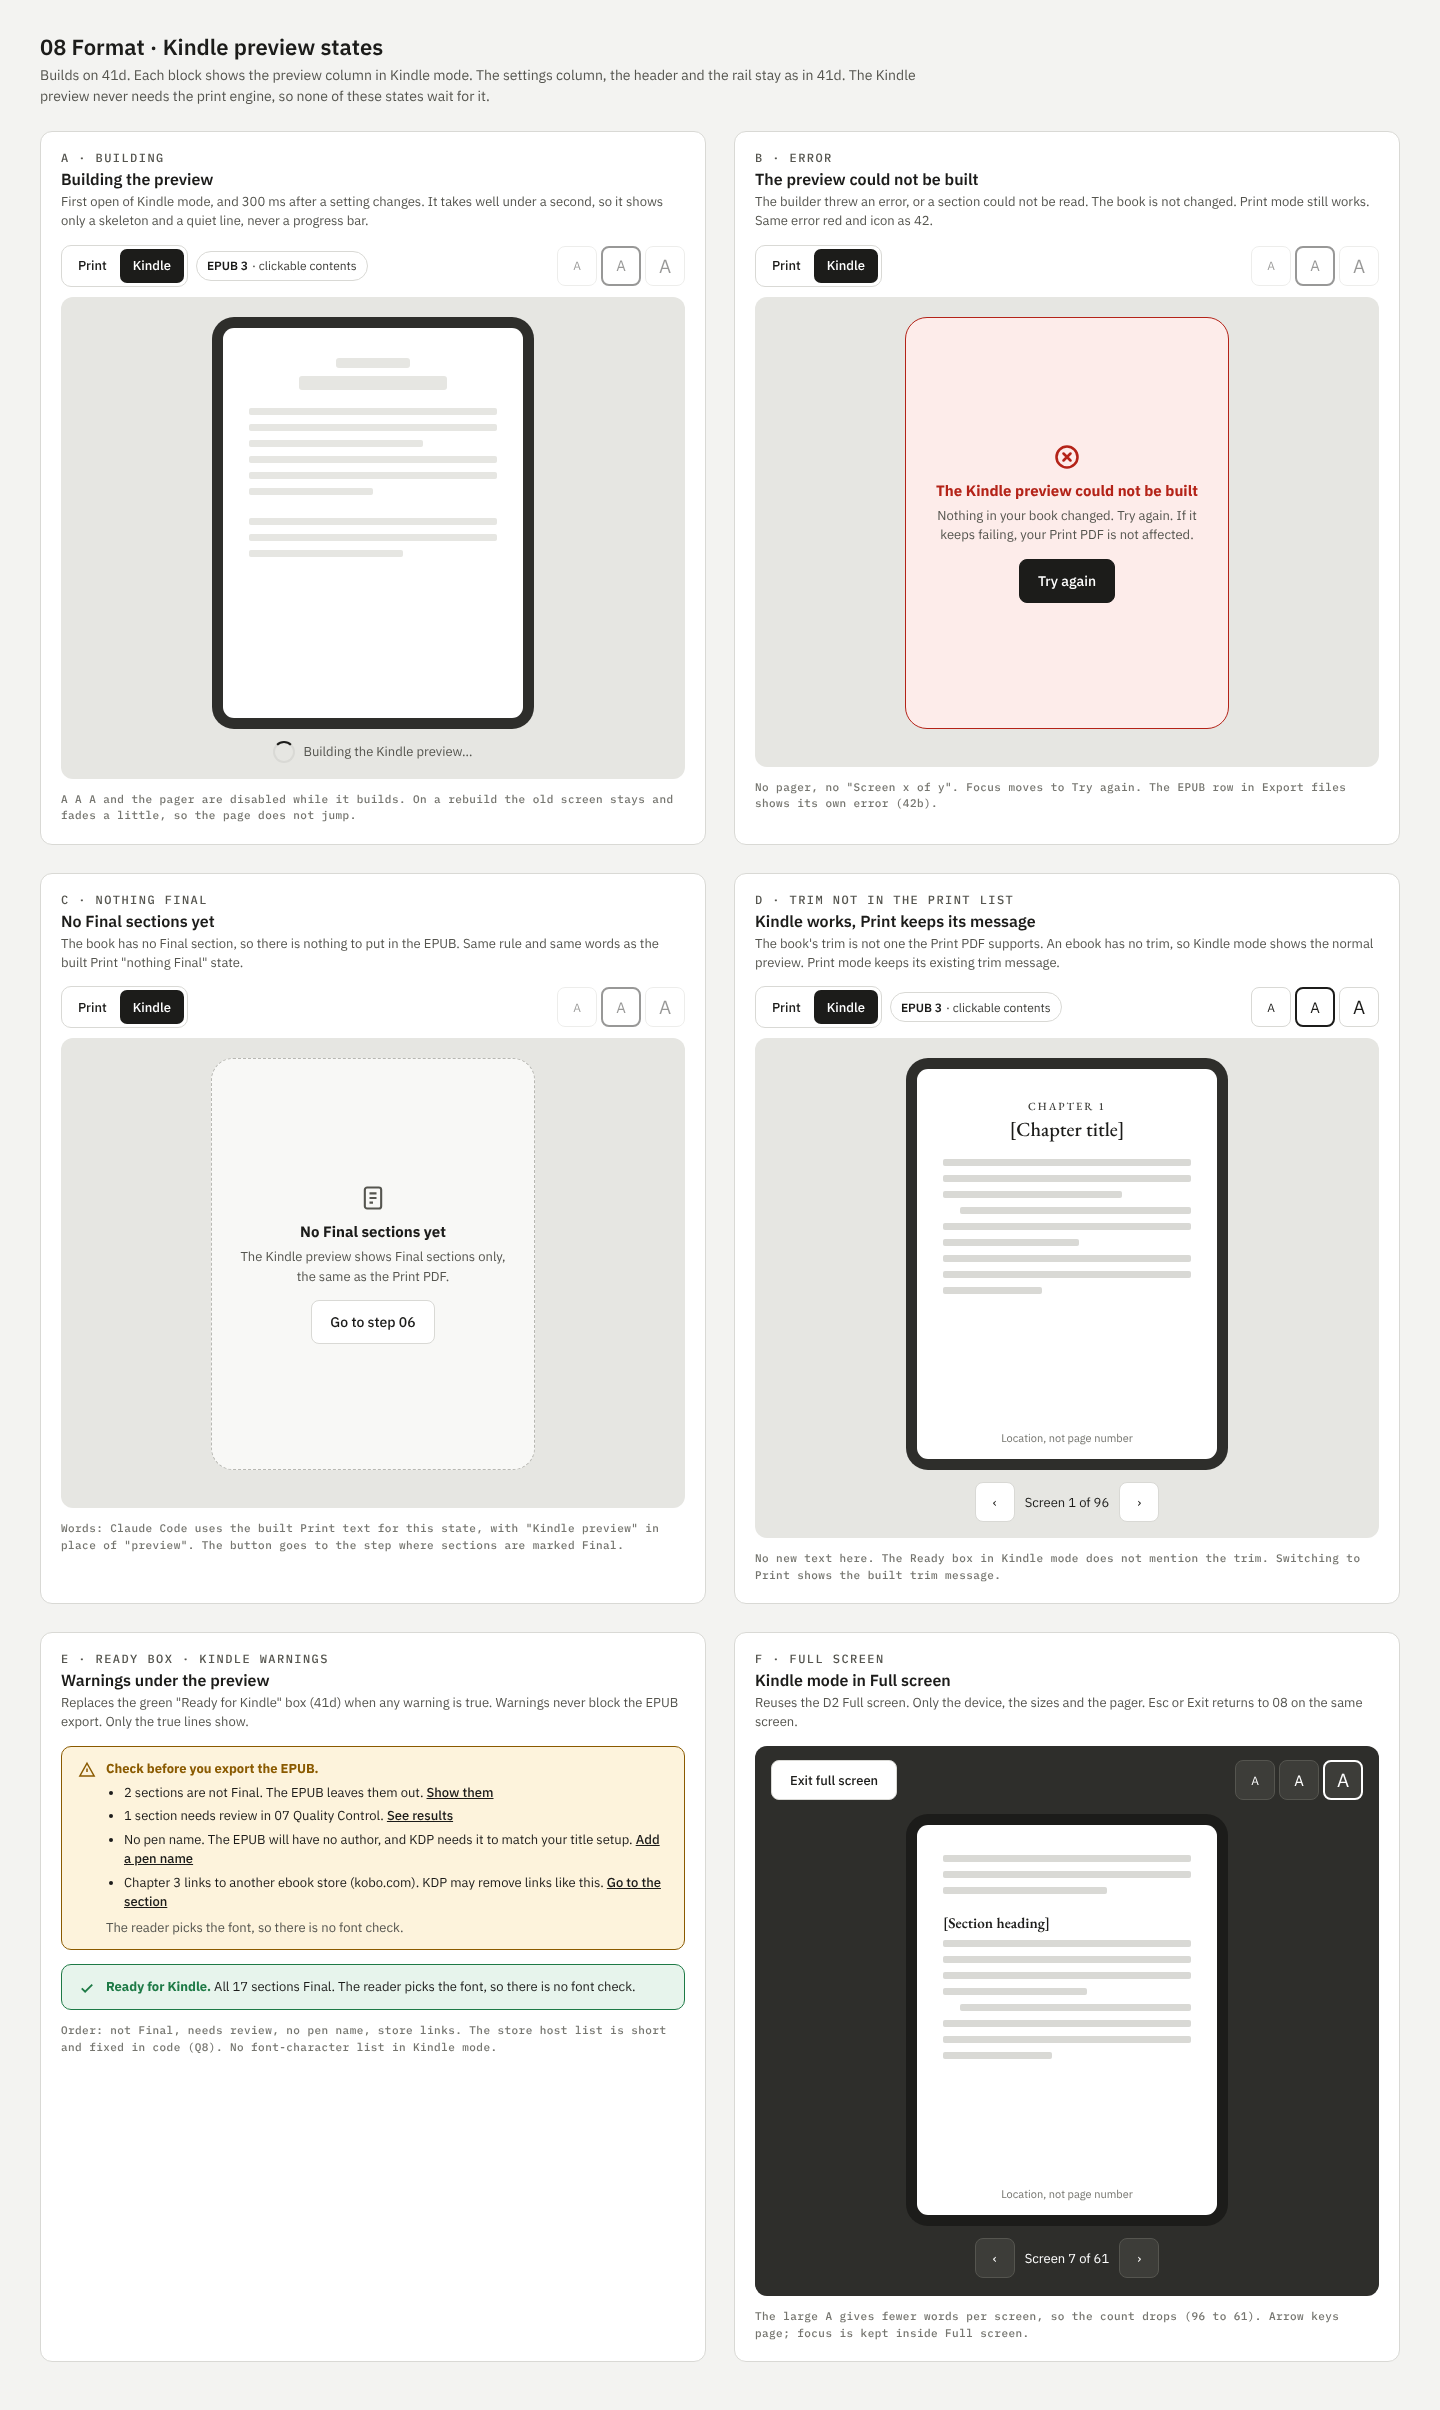 08 Format · Kindle preview states
Builds on 41d. Each block shows the preview column in Kindle mode. The settings column, the header and the rail stay as in 41d. The Kindle
preview never needs the print engine, so none of these states wait for it.
A · BUILDING
Building the preview
First open of Kindle mode, and 300 ms after a setting changes. It takes well under a second, so it shows
only a skeleton and a quiet line, never a progress bar.
Print Kindle EPUB 3 · clickable contents A A A
Building the Kindle preview...
A A A and the pager are disabled while it builds. On a rebuild the old screen stays and
fades a little, so the page does not jump.
B · ERROR
The preview could not be built
The builder threw an error, or a section could not be read. The book is not changed. Print mode still works.
Same error red and icon as 42.
Print Kindle A A A
The Kindle preview could not be built
Nothing in your book changed. Try again. If it
keeps failing, your Print PDF is not affected.
Try again
No pager, no "Screen x of y". Focus moves to Try again. The EPUB row in Export files
shows its own error (42b).
C · NOTHING FINAL
No Final sections yet
The book has no Final section, so there is nothing to put in the EPUB. Same rule and same words as the
built Print "nothing Final" state.
Print Kindle A A A
No Final sections yet
The Kindle preview shows Final sections only,
the same as the Print PDF.
Go to step 06
Words: Claude Code uses the built Print text for this state, with "Kindle preview" in
place of "preview". The button goes to the step where sections are marked Final.
D · TRIM NOT IN THE PRINT LIST
Kindle works, Print keeps its message
The book's trim is not one the Print PDF supports. An ebook has no trim, so Kindle mode shows the normal
preview. Print mode keeps its existing trim message.
Print Kindle EPUB 3 · clickable contents A A A
CHAPTER 1
[Chapter title]
Location, not page number
‹ Screen 1 of 96 ›
No new text here. The Ready box in Kindle mode does not mention the trim. Switching to
Print shows the built trim message.
E · READY BOX · KINDLE WARNINGS
Warnings under the preview
Replaces the green "Ready for Kindle" box (41d) when any warning is true. Warnings never block the EPUB
export. Only the true lines show.
Check before you export the EPUB.
• 2 sections are not Final. The EPUB leaves them out. Show them
• 1 section needs review in 07 Quality Control. See results
• No pen name. The EPUB will have no author, and KDP needs it to match your title setup. Add
a pen name
• Chapter 3 links to another ebook store (kobo.com). KDP may remove links like this. Go to the
section
The reader picks the font, so there is no font check.
Ready for Kindle. All 17 sections Final. The reader picks the font, so there is no font check.
Order: not Final, needs review, no pen name, store links. The store host list is short
and fixed in code (Q8). No font-character list in Kindle mode.
F · FULL SCREEN
Kindle mode in Full screen
Reuses the D2 Full screen. Only the device, the sizes and the pager. Esc or Exit returns to 08 on the same
screen.
Exit full screen A A A
[Section heading]
Location, not page number
‹ Screen 7 of 61 ›
The large A gives fewer words per screen, so the count drops (96 to 61). Arrow keys
page; focus is kept inside Full screen.